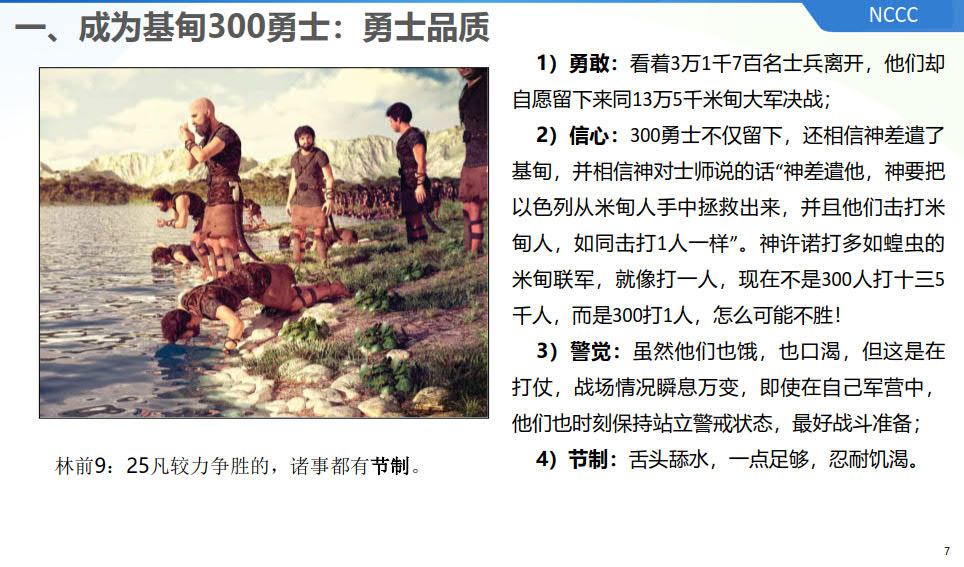 一、成为基甸300勇士：勇士品质
NCCC
1）勇敢：看着3万1千7百名士兵离开，他们却
自愿留下来同13万5千米甸大军决战；
2）信心：300勇士不仅留下，还相信神差遣了
基甸，并相信神对士师说的话“神差遣他，神要把
以色列从米甸人手中拯救出来，并且他们击打米
甸人，如同击打1人一样”。神许诺打多如蝗虫的
米甸联军，就像打一人，现在不是300人打十三5
千人，而是300打1人，怎么可能不胜！
3）警觉：虽然他们也饿，也口渴，但这是在
打仗，战场情况瞬息万变，即使在自己军营中，
他们也时刻保持站立警戒状态，最好战斗准备；
4）节制：舌头舔水，一点足够，忍耐饥渴。
林前9：25凡较力争胜的，诸事都有节制。
7